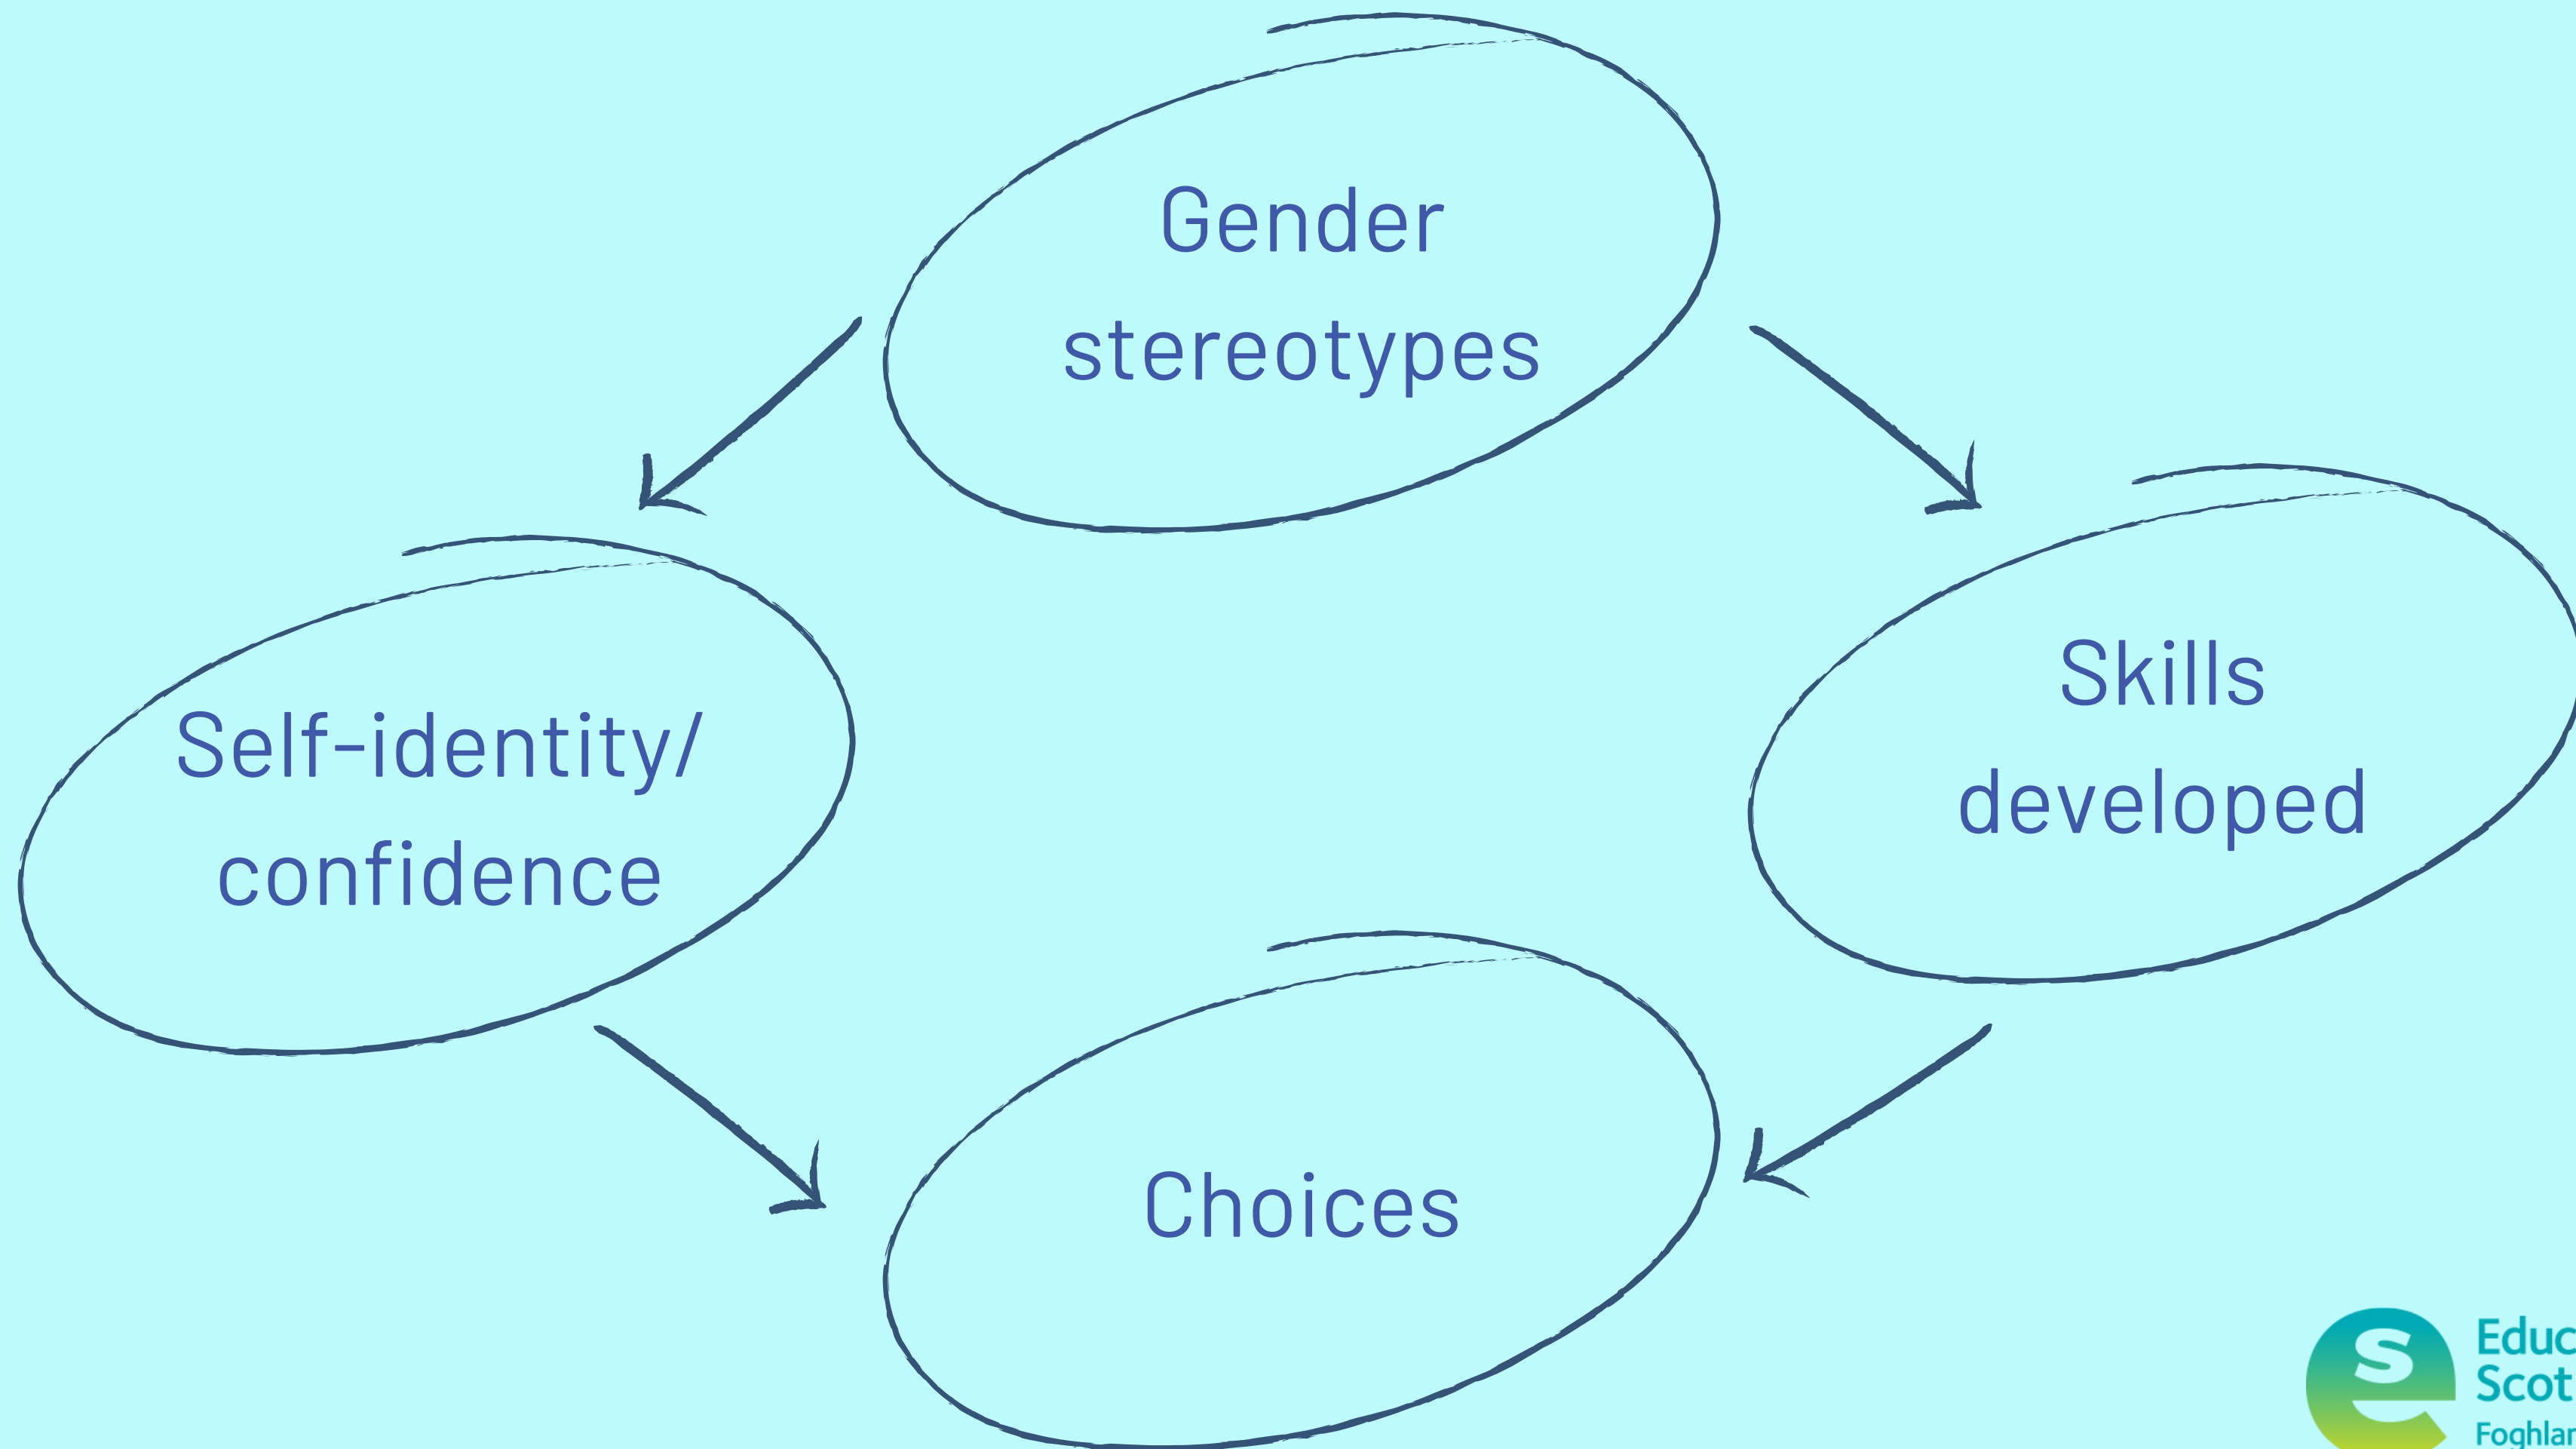 Gender
stereotypes
Self-identity/
confidence
Skills
developed
Choices
s
Educ
Scot
Foghlar